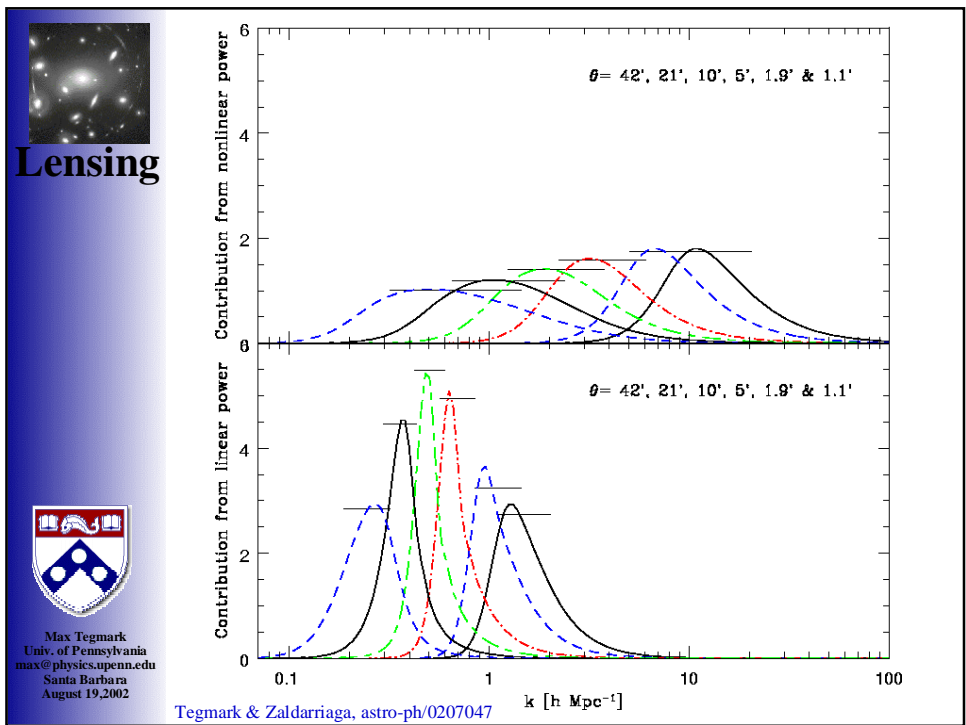 Lensing
Max Tegmark
Univ. of Pennsylvania
max@physics.upenn.edu
Santa Barbara
August 19,2002
Contribution from nonlinear power
6
4
2
θ= 42', 21', 10', 5', 1.9' & 1.1'
Contribution from linear power
6
4
2
0
θ= 42', 21', 10', 5', 1.9' & 1.1'
0.1
1
10
100
k [h Mpc⁻¹]
Tegmark & Zaldarriaga, astro-ph/0207047